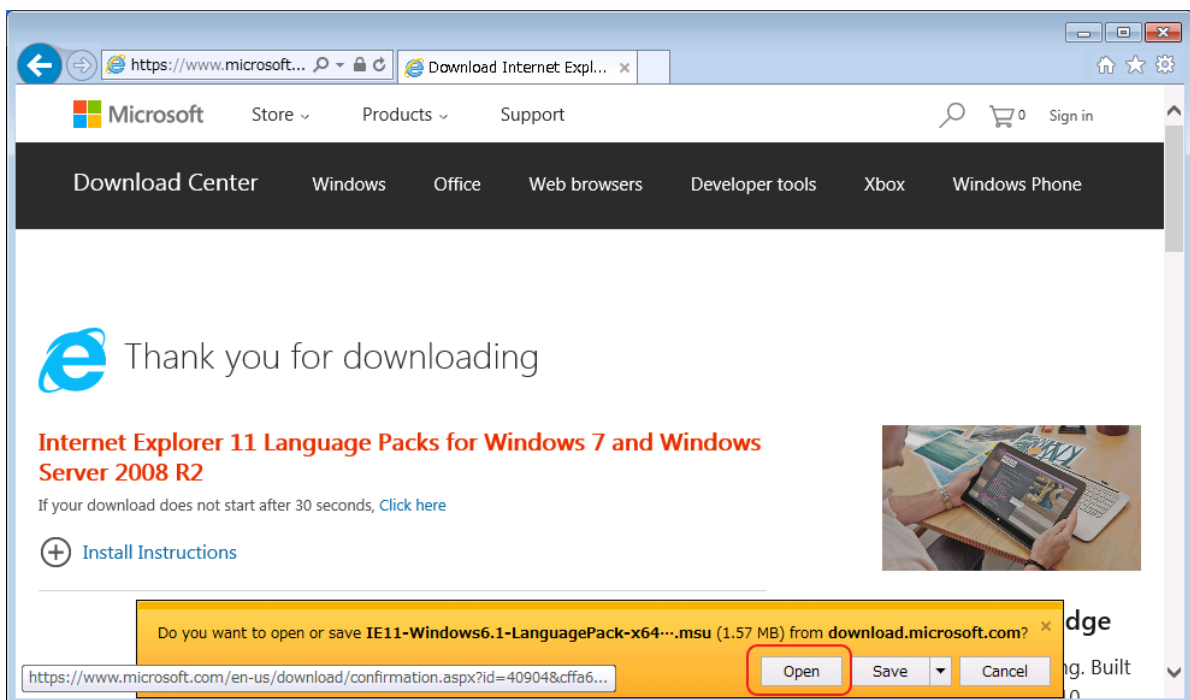 https://www.microsoft...
Download Internet Expl...
Microsoft Store Products Support 0 Sign in
Download Center Windows Office Web browsers Developer tools Xbox Windows Phone
Thank you for downloading
Internet Explorer 11 Language Packs for Windows 7 and Windows
Server 2008 R2
If your download does not start after 30 seconds, Click here
Install Instructions
dge
Do you want to open or save IE11-Windows6.1-LanguagePack-x64···.msu (1.57 MB) from download.microsoft.com?
ng. Built
Open Save Cancel
https://www.microsoft.com/en-us/download/confirmation.aspx?id=40904&cffa6...